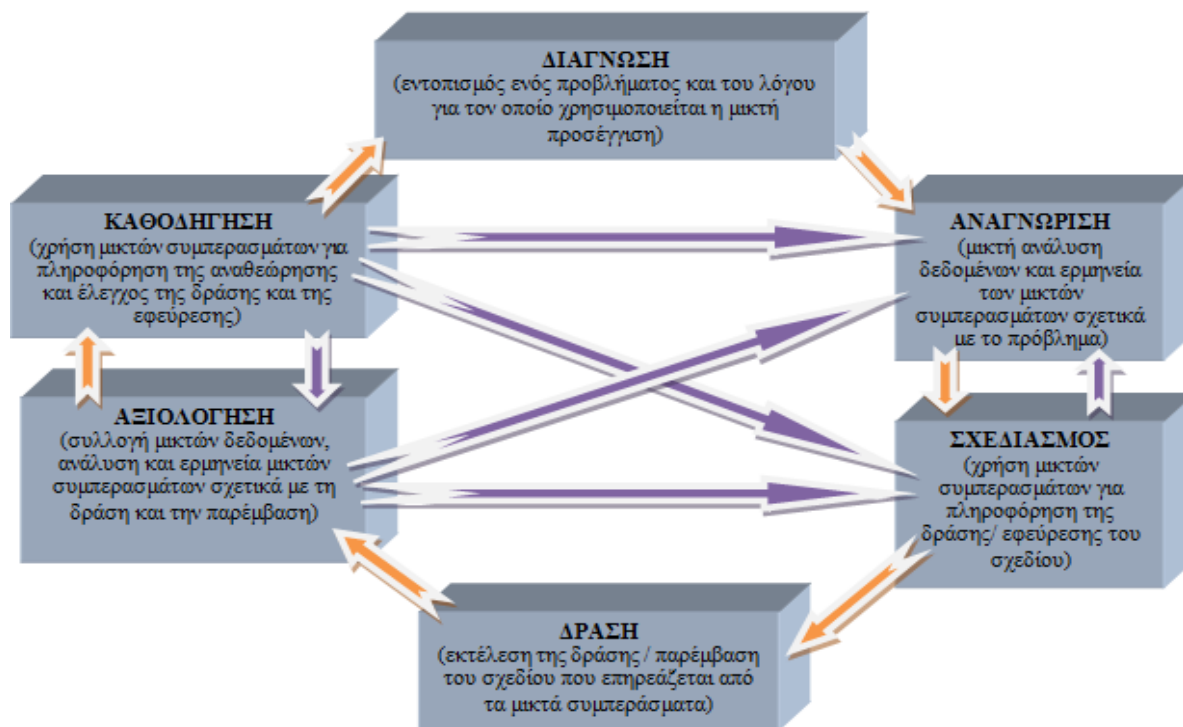 ΔΙΑΓΝΩΣΗ
(εντοπισμός ενός προβλήματος και του λόγου
για τον οποίο χρησιμοποιείται η μικτή
προσέγγιση)
ΚΑΘΟΔΗΓΗΣΗ
(χρήση μικτών συμπερασμάτων για
πληροφόρηση της αναθεώρησης
και έλεγχος της δράσης και της
εφεύρεσης)
ΑΝΑΓΝΩΡΙΣΗ
(μικτή ανάλυση
δεδομένων και ερμηνεία
των μικτών
συμπερασμάτων σχετικά
με το πρόβλημα)
ΑΞΙΟΛΟΓΗΣΗ
(συλλογή μικτών δεδομένων,
ανάλυση και ερμηνεία μικτών
συμπερασμάτων σχετικά με τη
δράση και την παρέμβαση)
ΣΧΕΔΙΑΣΜΟΣ
(χρήση μικτών
συμπερασμάτων για
πληροφόρηση της
δράσης/ εφεύρεσης του
σχεδίου)
ΔΡΑΣΗ
(εκτέλεση της δράσης / παρέμβαση
του σχεδίου που επηρεάζεται από
τα μικτά συμπεράσματα)